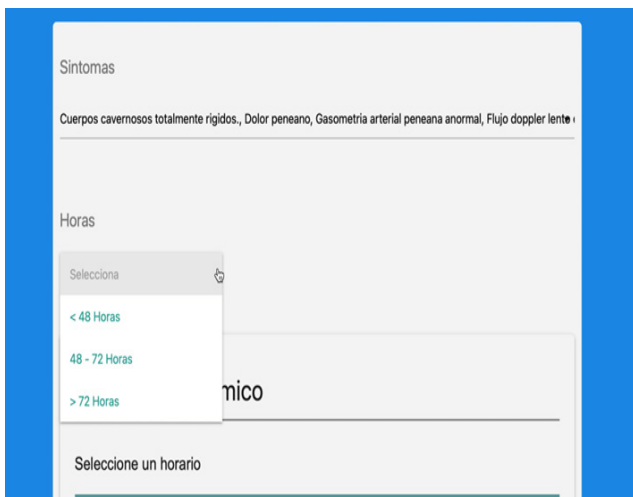 Sintomas
Cuerpos cavernosos totalmente rigidos., Dolor peneano, Gasometria arterial peneana anormal, Flujo doppler lento
Horas
Selecciona
< 48 Horas
48 - 72 Horas
> 72 Horas
mico
Seleccione un horario